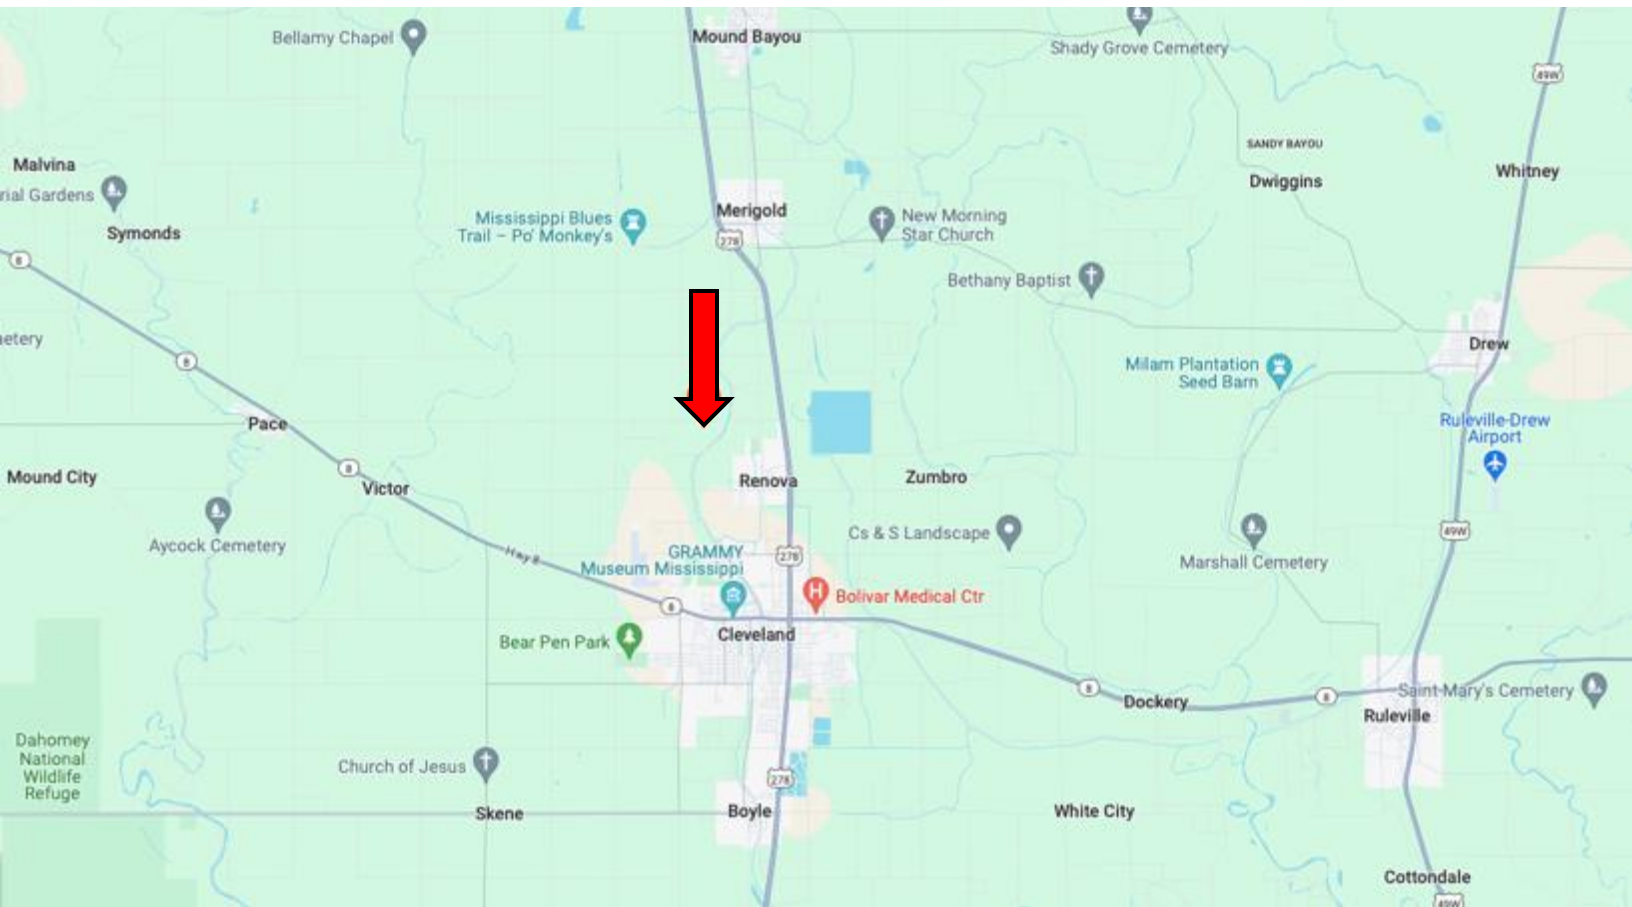 Bellamy Chapel
Mound Bayou
Shady Grove Cemetery
49W
SANDY BAYOU
Malvina
Dwiggins
Whitney
rial Gardens
Symonds
Mississippi Blues
Trail – Po' Monkey's
Merigold
278
New Morning
Star Church
8
Bethany Baptist
etery
8
Drew
Milam Plantation
Seed Barn
Pace
Ruleville-Drew
Airport
8
Mound City
Victor
Renova
Zumbro
Aycock Cemetery
Hwy 8
GRAMMY
Museum Mississippi
278
Cs & S Landscape
49W
Marshall Cemetery
8
Bolivar Medical Ctr
H
Cleveland
Bear Pen Park
8
Dockery
8
Saint Mary's Cemetery
Ruleville
Dahomey
National
Wildlife
Refuge
Church of Jesus
278
Skene
Boyle
White City
Cottondale
49W